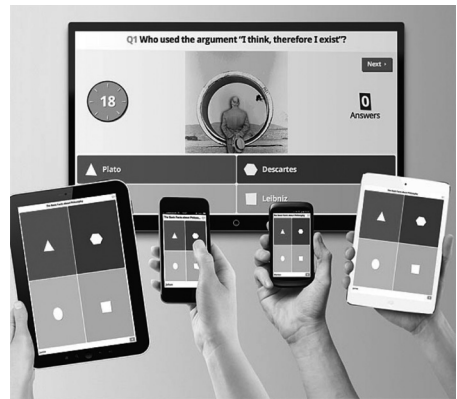 Q1 Who used the argument "I think, therefore I exist"?
Next
18
0
Answers
Plato
Descartes
Leibniz